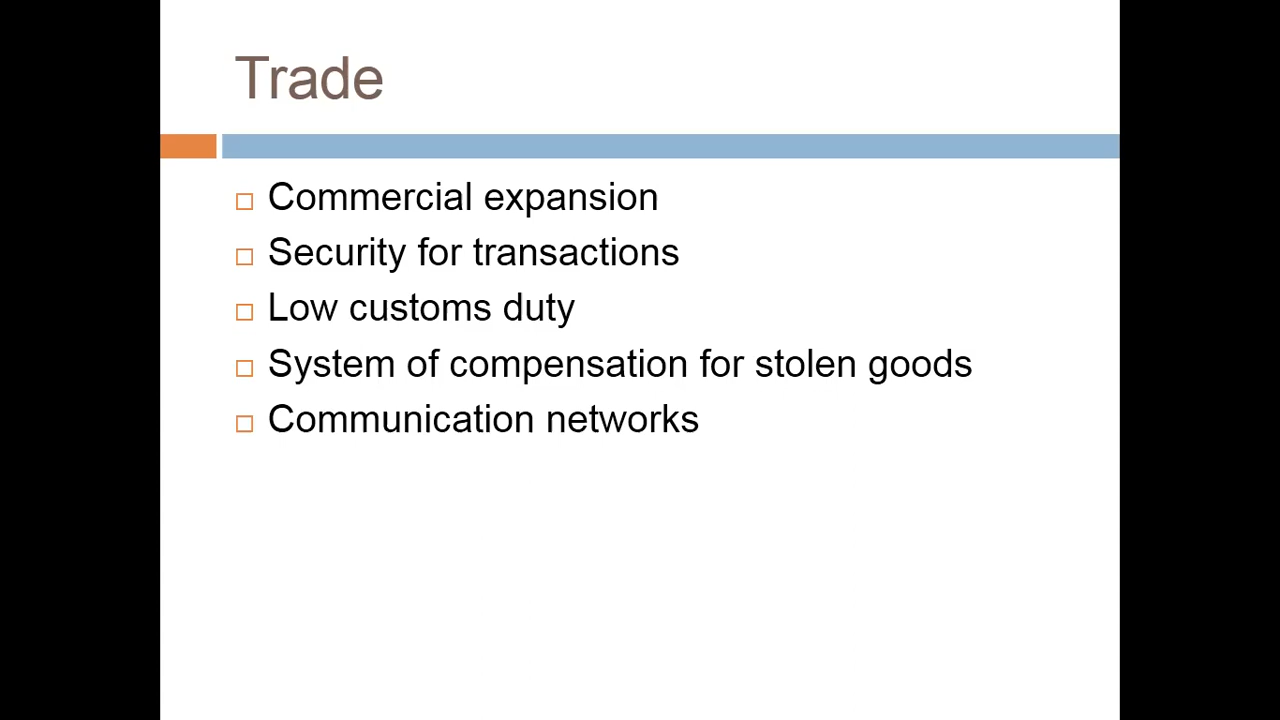 Trade
Commercial expansion
Security for transactions
Low customs duty
System of compensation for stolen goods
Communication networks